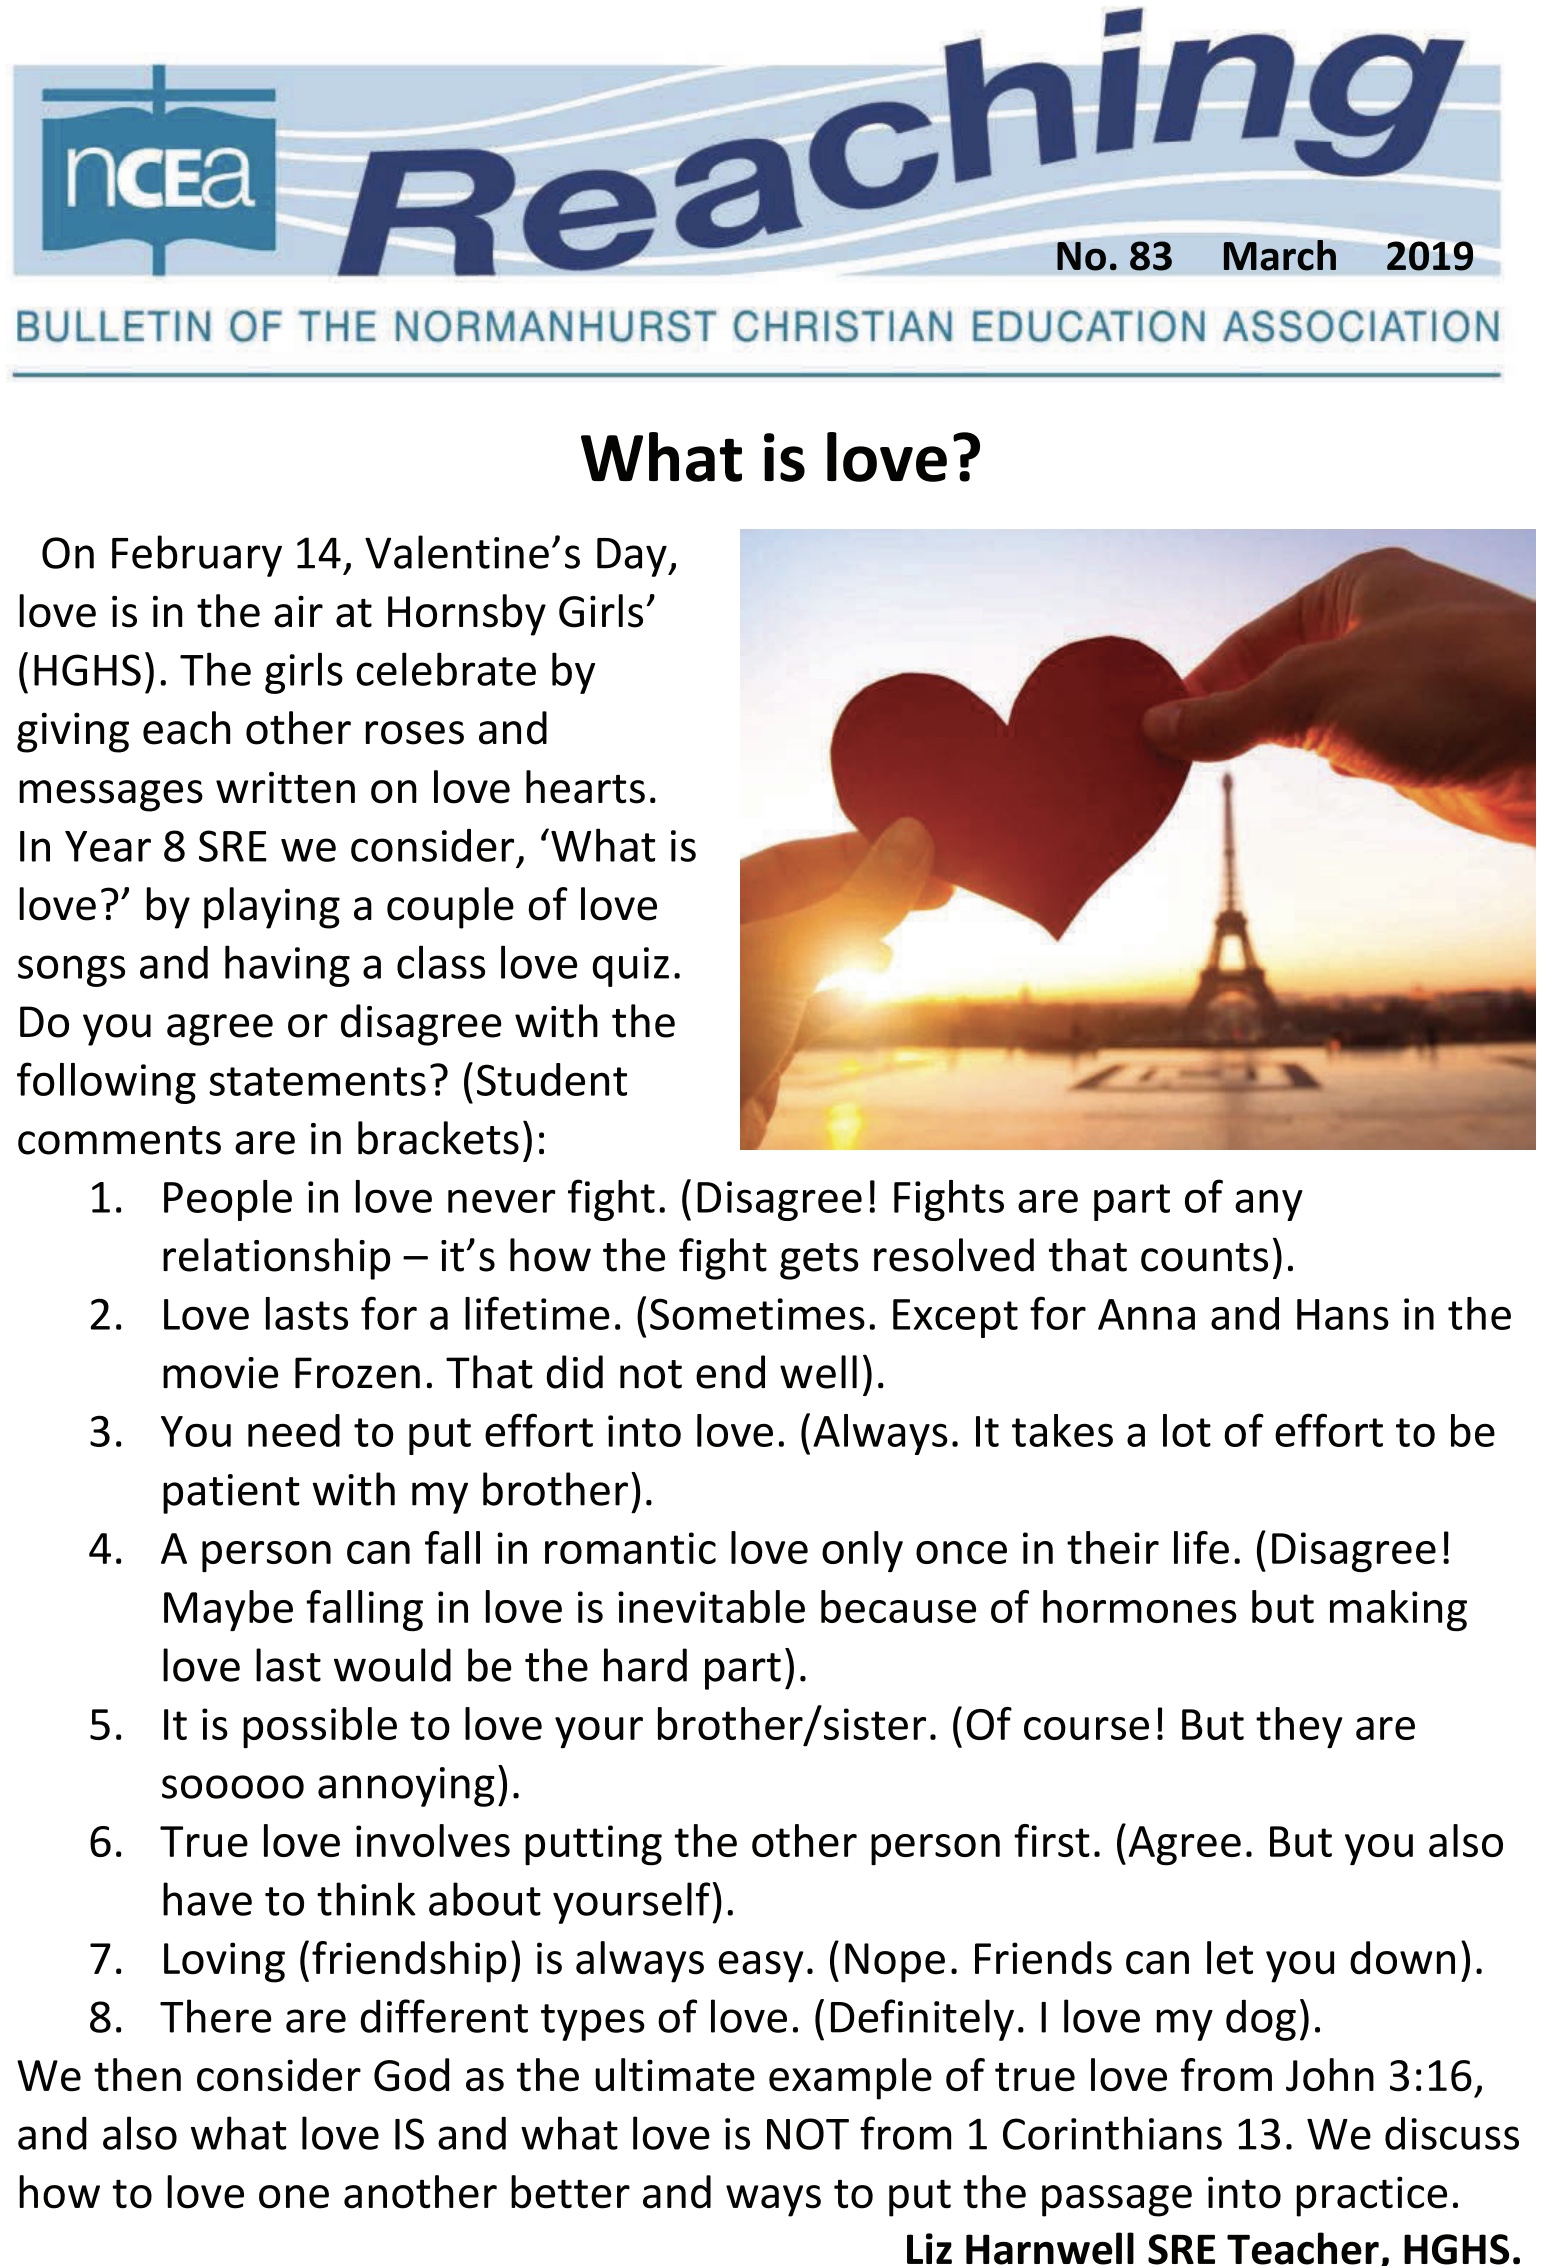 ncea
Reaching
No. 83 March 2019
BULLETIN OF THE NORMANHURST CHRISTIAN EDUCATION ASSOCIATION
What is love?
On February 14, Valentine’s Day,
love is in the air at Hornsby Girls’
(HGHS). The girls celebrate by
giving each other roses and
messages written on love hearts.
In Year 8 SRE we consider, ‘What is
love?’ by playing a couple of love
songs and having a class love quiz.
Do you agree or disagree with the
following statements? (Student
comments are in brackets):
1. People in love never fight. (Disagree! Fights are part of any
relationship – it’s how the fight gets resolved that counts).
2. Love lasts for a lifetime. (Sometimes. Except for Anna and Hans in the
movie Frozen. That did not end well).
3. You need to put effort into love. (Always. It takes a lot of effort to be
patient with my brother).
4. A person can fall in romantic love only once in their life. (Disagree!
Maybe falling in love is inevitable because of hormones but making
love last would be the hard part).
5. It is possible to love your brother/sister. (Of course! But they are
sooooo annoying).
6. True love involves putting the other person first. (Agree. But you also
have to think about yourself).
7. Loving (friendship) is always easy. (Nope. Friends can let you down).
8. There are different types of love. (Definitely. I love my dog).
We then consider God as the ultimate example of true love from John 3:16,
and also what love IS and what love is NOT from 1 Corinthians 13. We discuss
how to love one another better and ways to put the passage into practice.
Liz Harnwell SRE Teacher, HGHS.